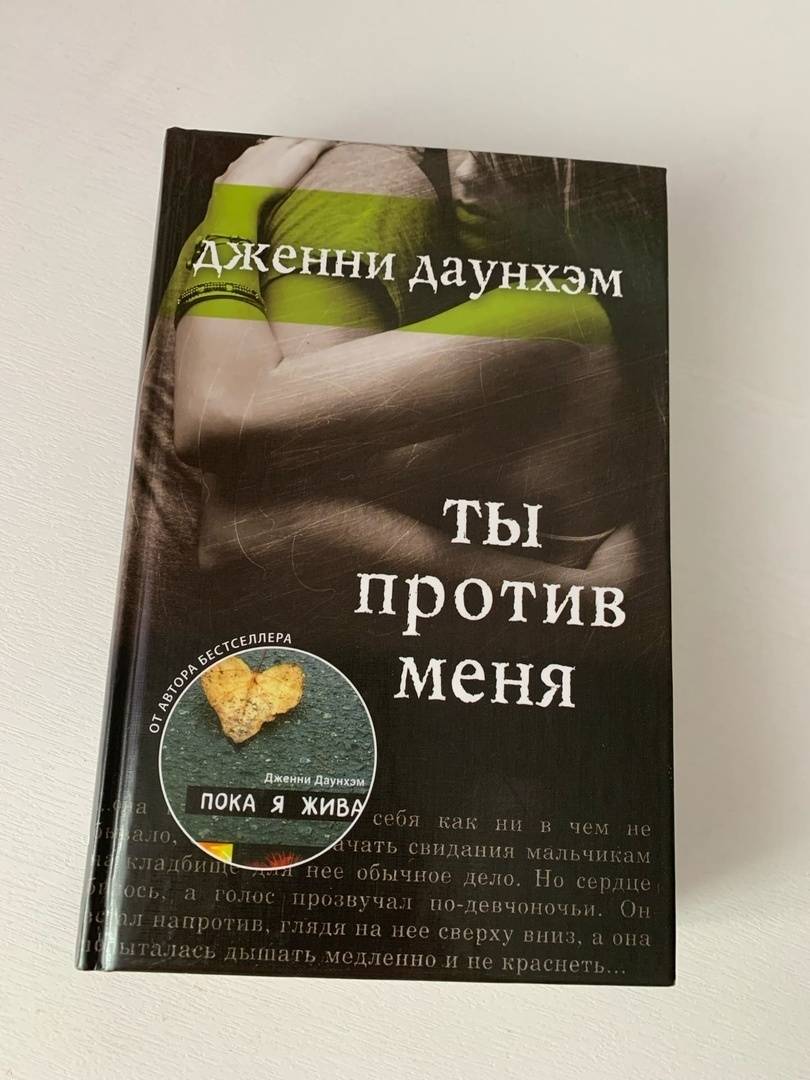 дженни даунхэм
ты
против
меня
ОТ АВТОРА БЕСТСЕЛЛЕРА
Дженни Даунхэм
ПОКА Я ЖИВА
себя как ни в чем не
свидания мальчикам
кладбище для нее обычное дело. Но сердце
а голос прозвучал по-девчоночьи. Он
напротив, глядя на нее сверху вниз, а она
пыталась дышать медленно и не краснеть...